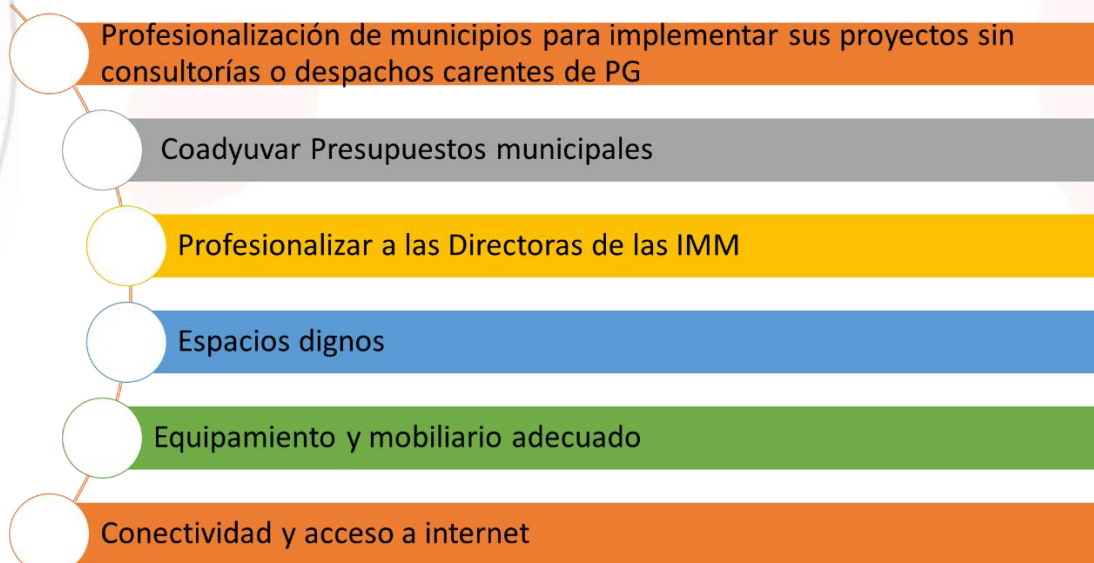 Profesionalización de municipios para implementar sus proyectos sin
consultorías o despachos carentes de PG
Coadyuvar Presupuestos municipales
Profesionalizar a las Directoras de las IMM
Espacios dignos
Equipamiento y mobiliario adecuado
Conectividad y acceso a internet